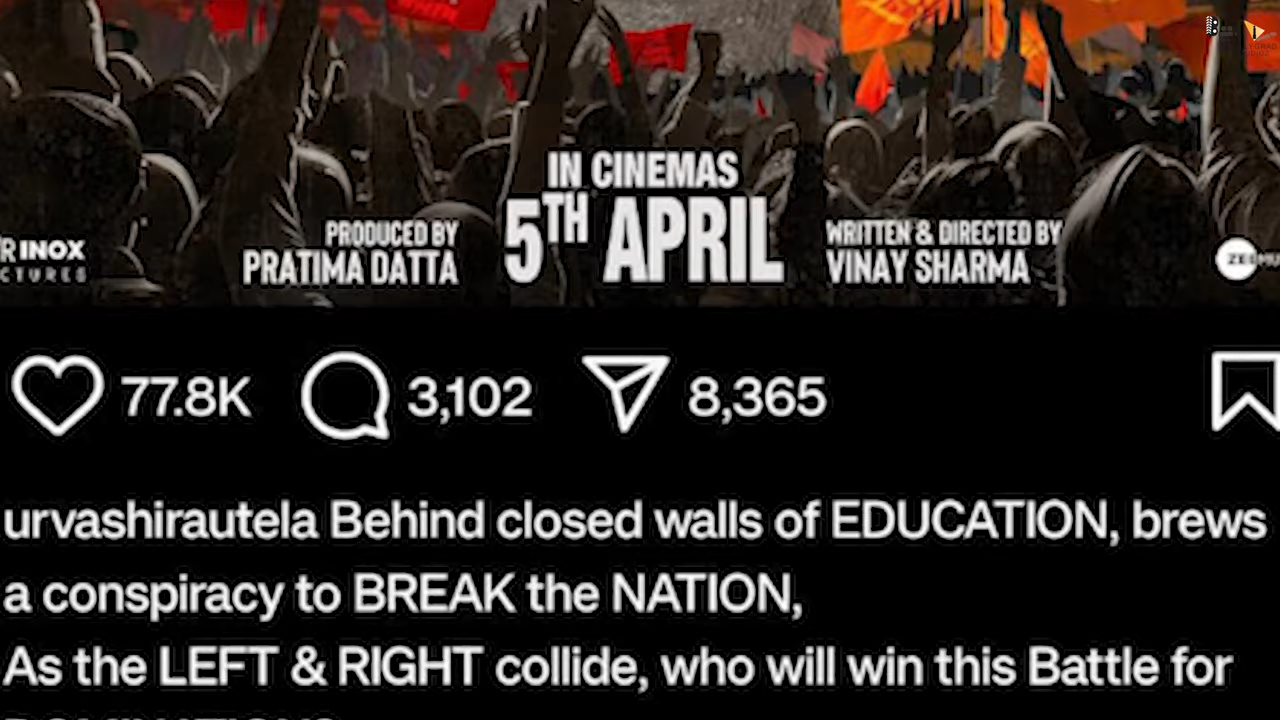 IN CINEMAS
5TH APRIL
PRODUCED BY
PRATIMA DATTA
WRITTEN & DIRECTED BY
VINAY SHARMA
R INOX
CTURES
77.8K 3,102 8,365
urvashirautela Behind closed walls of EDUCATION, brews
a conspiracy to BREAK the NATION,
As the LEFT & RIGHT collide, who will win this Battle for